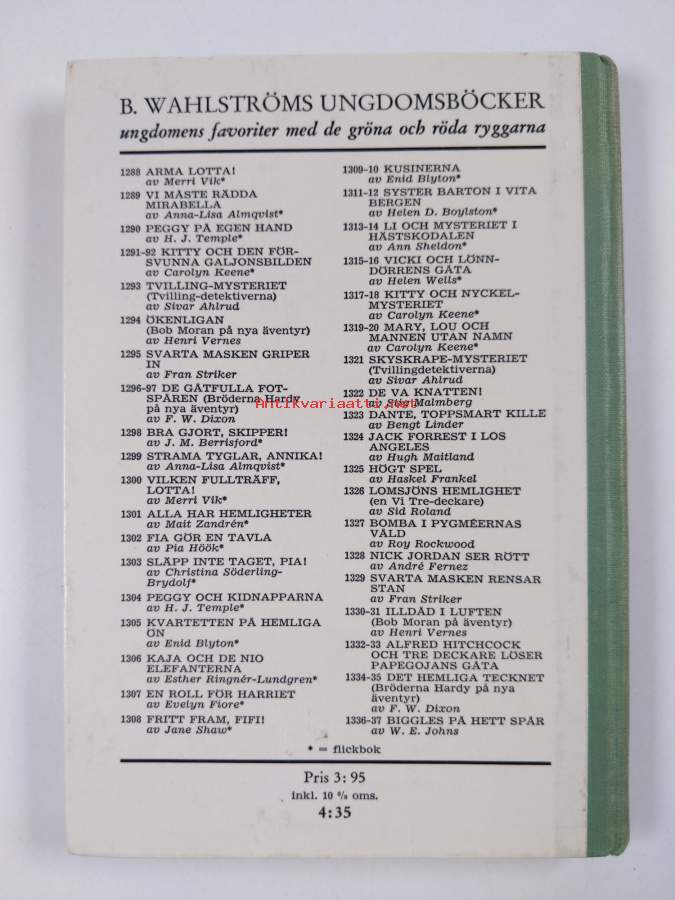 B. WAHLSTRÖMS UNGDOMSBÖCKER
ungdomens favoriter med de gröna och röda ryggarna
1288 ARMA LOTTA!
av Merri Vik*
1289 VI MÅSTE RÄDDA
MIRABELLA
av Anna-Lisa Almqvist*
1290 PEGGY PÅ EGEN HAND
av H. J. Temple*
1291-92 KITTY OCH DEN FÖR-
SVUNNA GALJONSBILDEN
av Carolyn Keene*
1293 TVILLING-MYSTERIET
(Tvilling-detektiverna)
av Sivar Ahlrud
1294 ÖKENLIGAN
(Bob Moran på nya äventyr)
av Henri Vernes
1295 SVARTA MASKEN GRIPER
IN
av Fran Striker
1296-97 DE GÅTFULLA FOT-
SPÅREN (Bröderna Hardy
på nya äventyr)
av F. W. Dixon
1298 BRA GJORT, SKIPPER!
av J. M. Berrisford*
1299 STRAMA TYGLAR, ANNIKA!
av Anna-Lisa Almqvist*
1300 VILKEN FULLTRÄFF,
LOTTA!
av Merri Vik*
1301 ALLA HAR HEMLIGHETER
av Mait Zandrén*
1302 FIA GÖR EN TAVLA
av Pia Höök*
1303 SLÄPP INTE TAGET, PIA!
av Christina Söderling-
Brydolf*
1304 PEGGY OCH KIDNAPPARNA
av H. J. Temple*
1305 KVARTETTEN PÅ HEMLIGA
ÖN
av Enid Blyton*
1306 KAJA OCH DE NIO
ELEFANTERNA
av Esther Ringnér-Lundgren*
1307 EN ROLL FÖR HARRIET
av Evelyn Fiore*
1308 FRITT FRAM, FIFI!
av Jane Shaw*
1309-10 KUSINERNA
av Enid Blyton*
1311-12 SYSTER BARTON I VITA
BERGEN
av Helen D. Boylston*
1313-14 LI OCH MYSTERIET I
HÄSTSKODALEN
av Ann Sheldon*
1315-16 VICKI OCH LÖNN-
DÖRRENS GÅTA
av Helen Wells*
1317-18 KITTY OCH NYCKEL-
MYSTERIET
av Carolyn Keene*
1319-20 MARY, LOU OCH
MANNEN UTAN NAMN
av Carolyn Keene*
1321 SKYSKRAPE-MYSTERIET
(Tvillingdetektiverna)
av Sivar Ahlrud
1322 DE VA KNATTEN!
av Stig Malmberg
1323 DANTE, TOPPSMART KILLE
av Bengt Linder
1324 JACK FORREST I LOS
ANGELES
av Hugh Maitland
1325 HÖGT SPEL
av Haskel Frankel
1326 LOMSJÖNS HEMLIGHET
(en Vi Tre-deckare)
av Sid Roland
1327 BOMBA I PYGMÉERNAS
VÅLD
av Roy Rockwood
1328 NICK JORDAN SER RÖTT
av André Fernez
1329 SVARTA MASKEN RENSAR
STAN
av Fran Striker
1330-31 ILLDÅD I LUFTEN
(Bob Moran på äventyr)
av Henri Vernes
1332-33 ALFRED HITCHCOCK
OCH TRE DECKARE LÖSER
PAPEGOJANS GÅTA
1334-35 DET HEMLIGA TECKNET
(Bröderna Hardy på nya
äventyr)
av F. W. Dixon
1336-37 BIGGLES PÅ HETT SPÅR
av W. E. Johns
* = flickbok
Pris 3: 95
inkl. 10 % oms.
4:35
Antikvariaatti.net